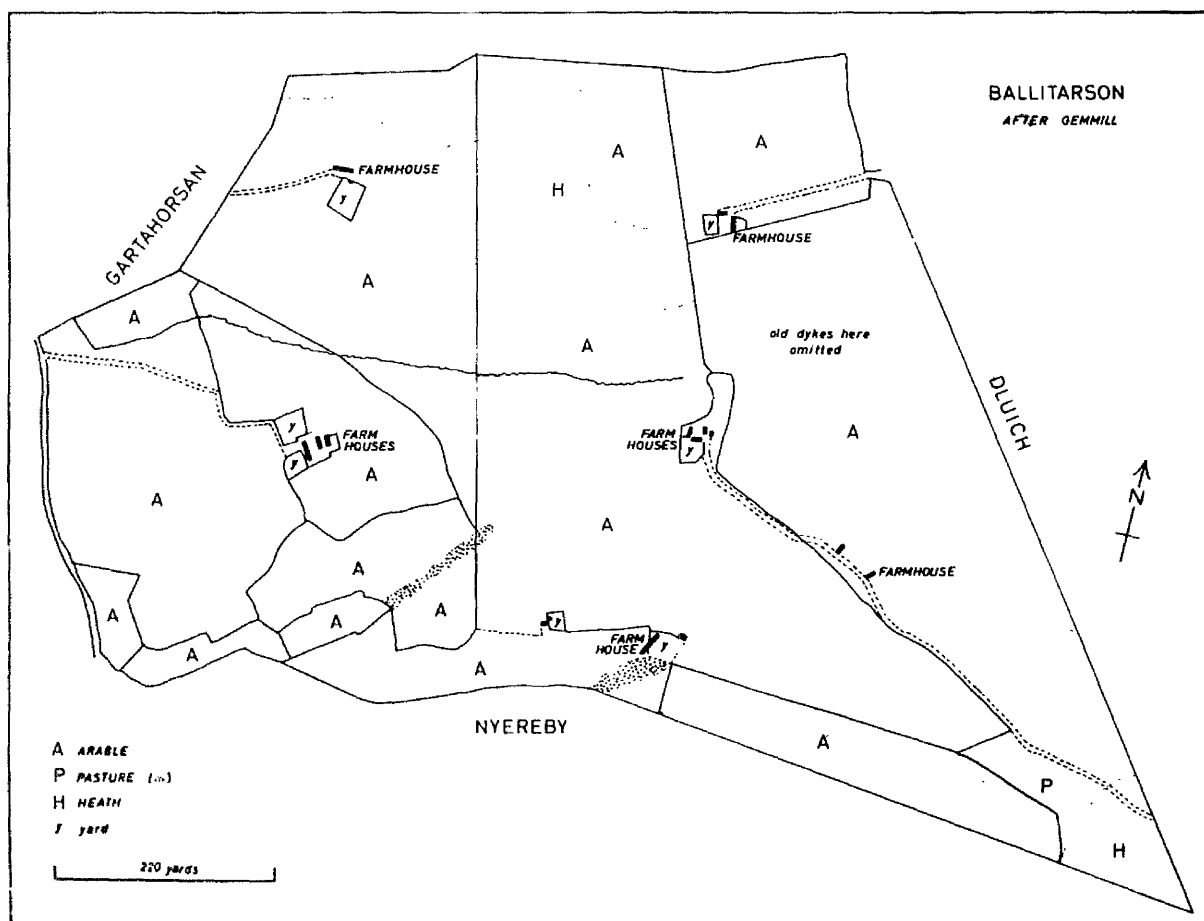 BALLITARSON
AFTER GEMMILL
A
A
FARMHOUSE
H
y
GARTAHORSAN
y
FARMHOUSE
A
A
old dykes here
omitted
A
DLUICH
y
FARM
HOUSES
y
FARM
HOUSES
y
A
A
A
A
N
A
FARMHOUSE
A
A
A
A
y
FARM
HOUSE
y
A
A
NYEREBY
A
P
H
A ARABLE
P PASTURE
H HEATH
y yard
220 yards